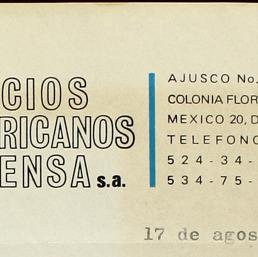 CIOS
RICANOS
ENSA s.a.
AJUSCO No.
COLONIA FLOR
MEXICO 20, D
TELEFONO
524-34-
534-75-
17 de agos